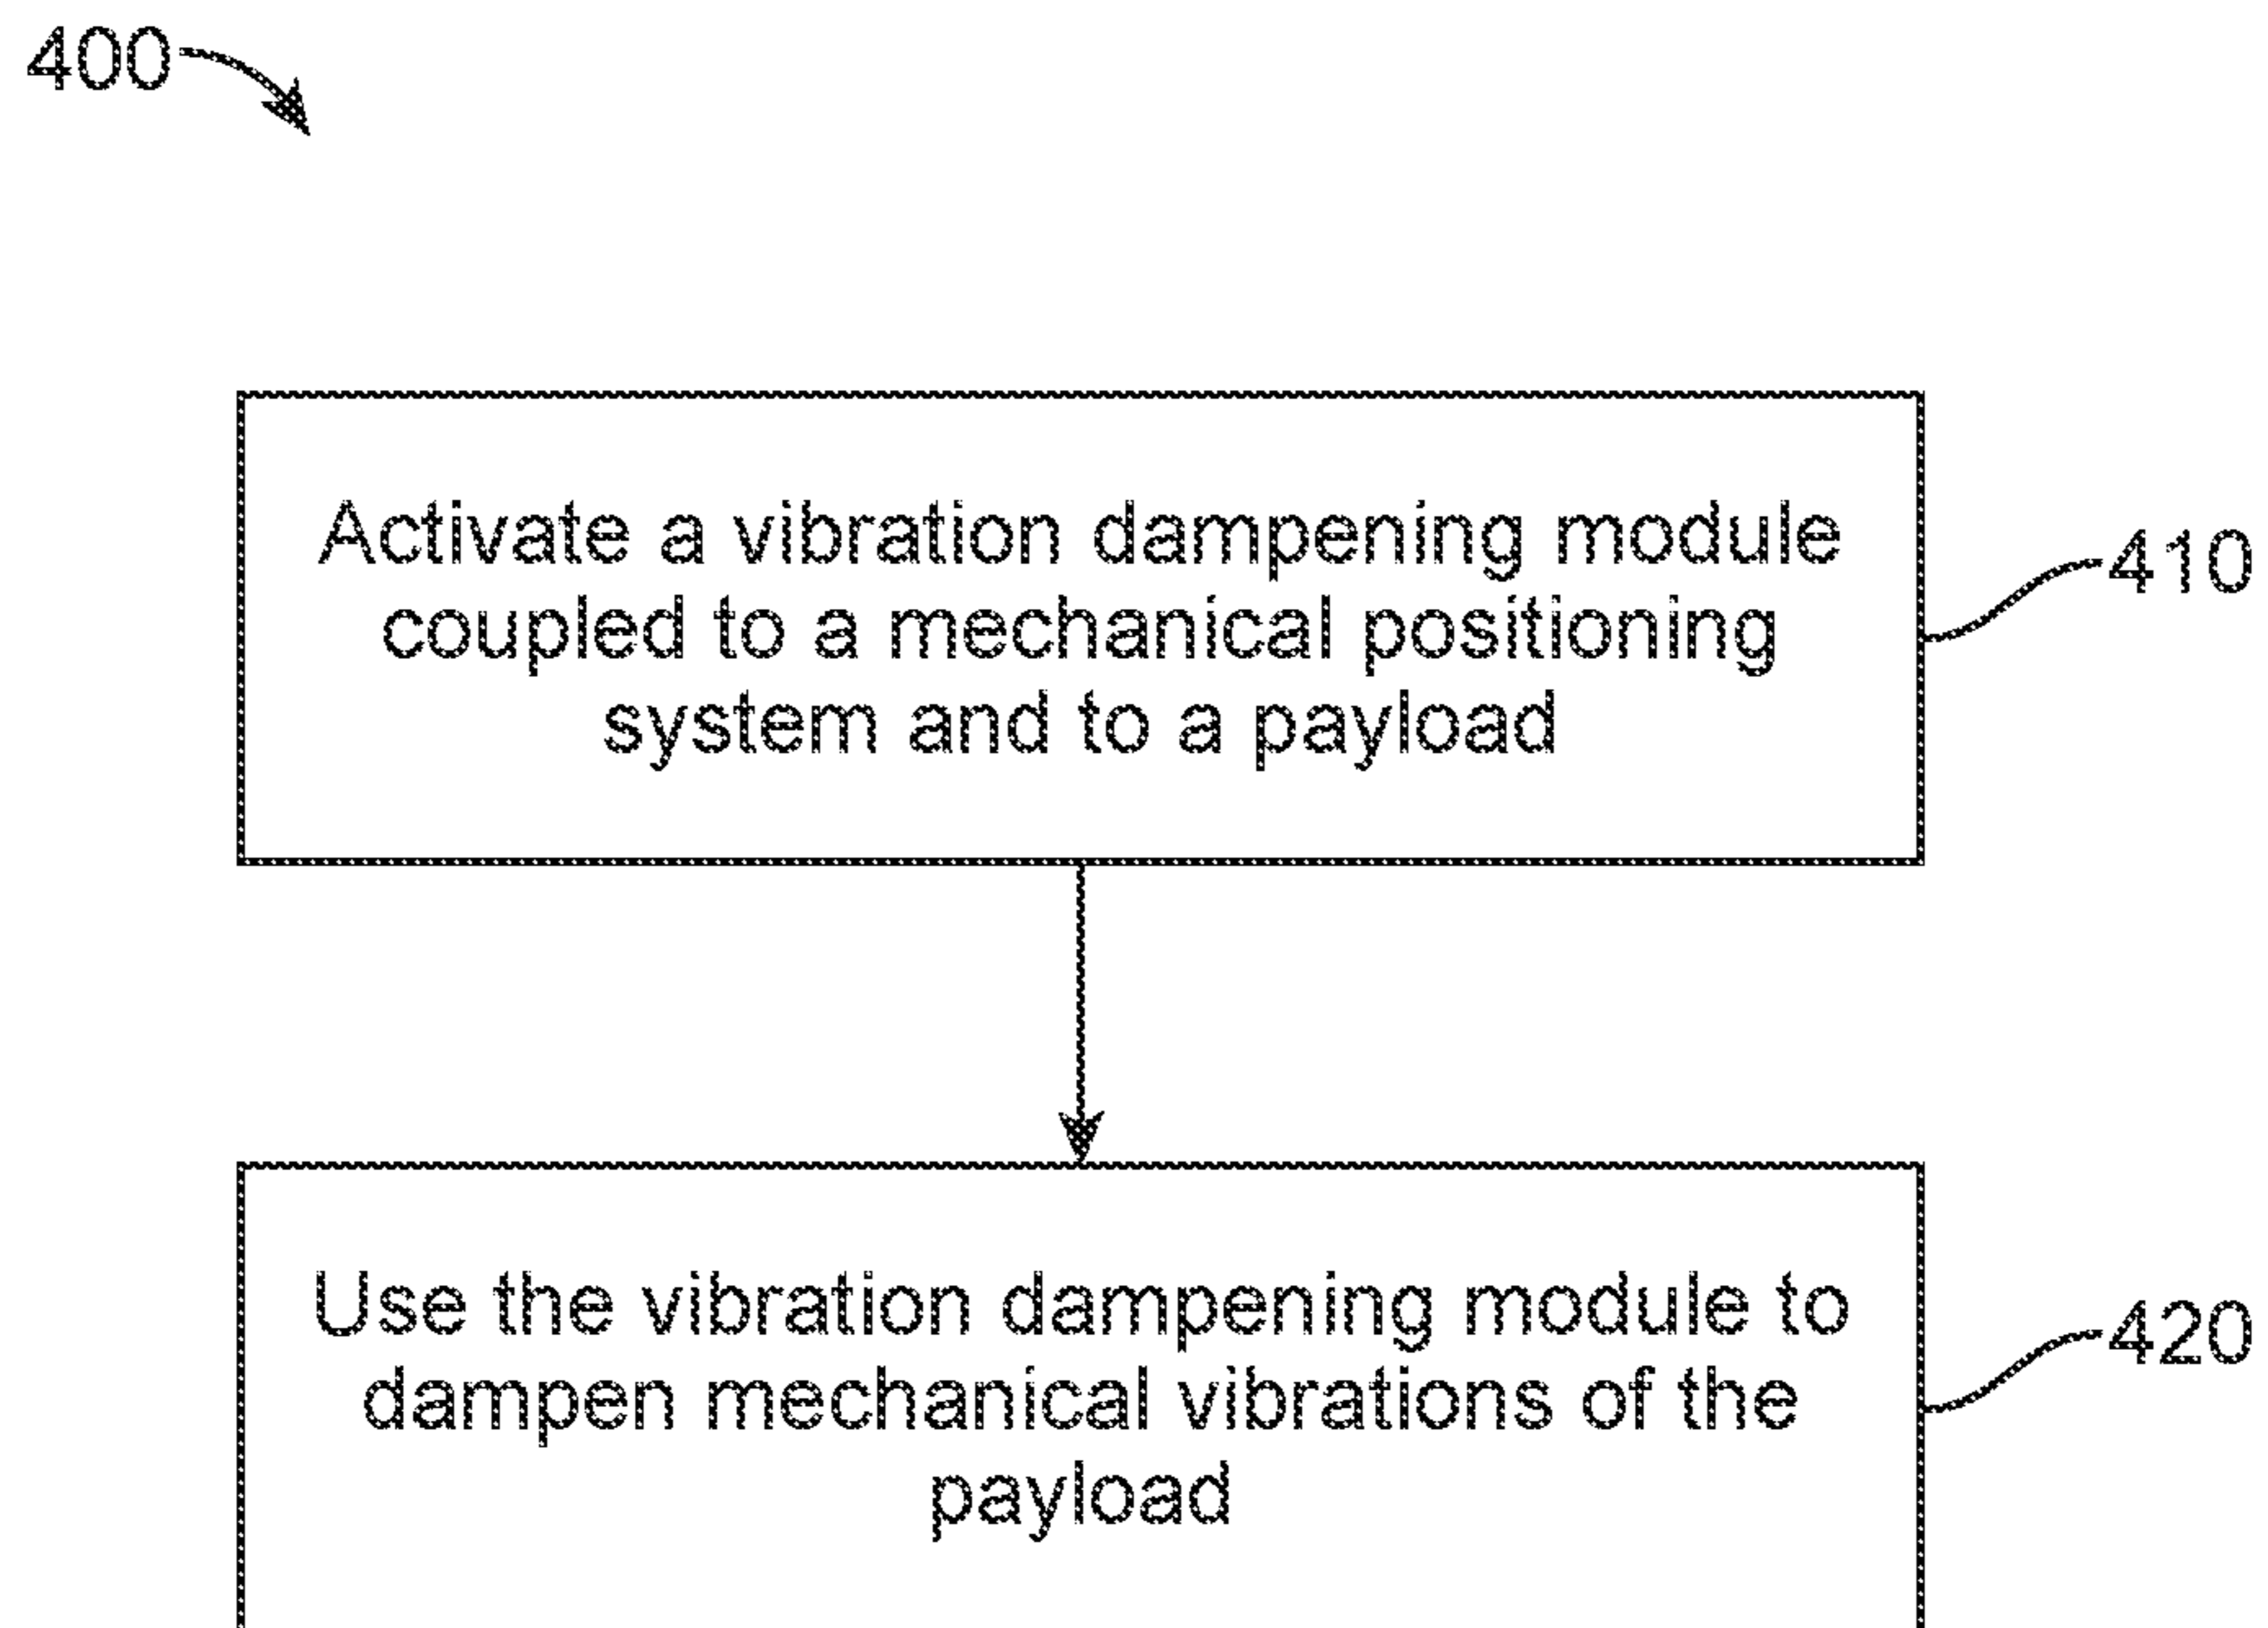 400
Activate a vibration dampening module
coupled to a mechanical positioning
system and to a payload
410
Use the vibration dampening module to
dampen mechanical vibrations of the
payload
420